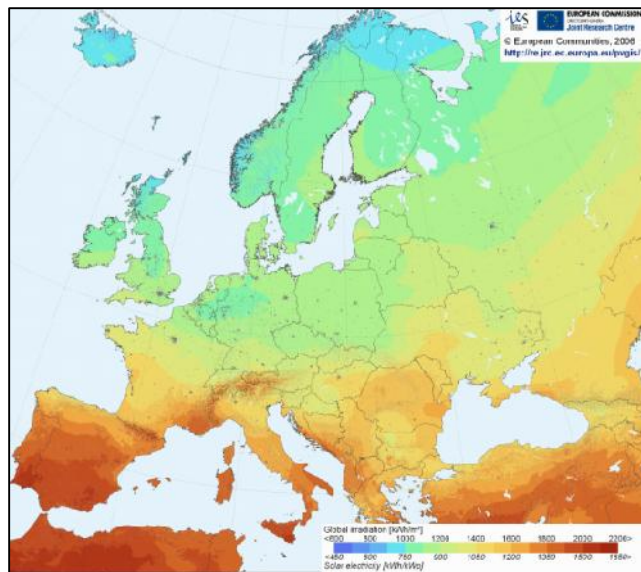 EUROPEAN COMMISSION
Joint Research Centre
© European Communities, 2006
http://re.jrc.ec.europa.eu/pvgis/
Global irradiation [kWh/m²]
<600 800 1000 1200 1400 1600 1800 2000 2200>
<450 600 750 900 1050 1200 1350 1500 1650>
Solar electricity [kWh/kWp]